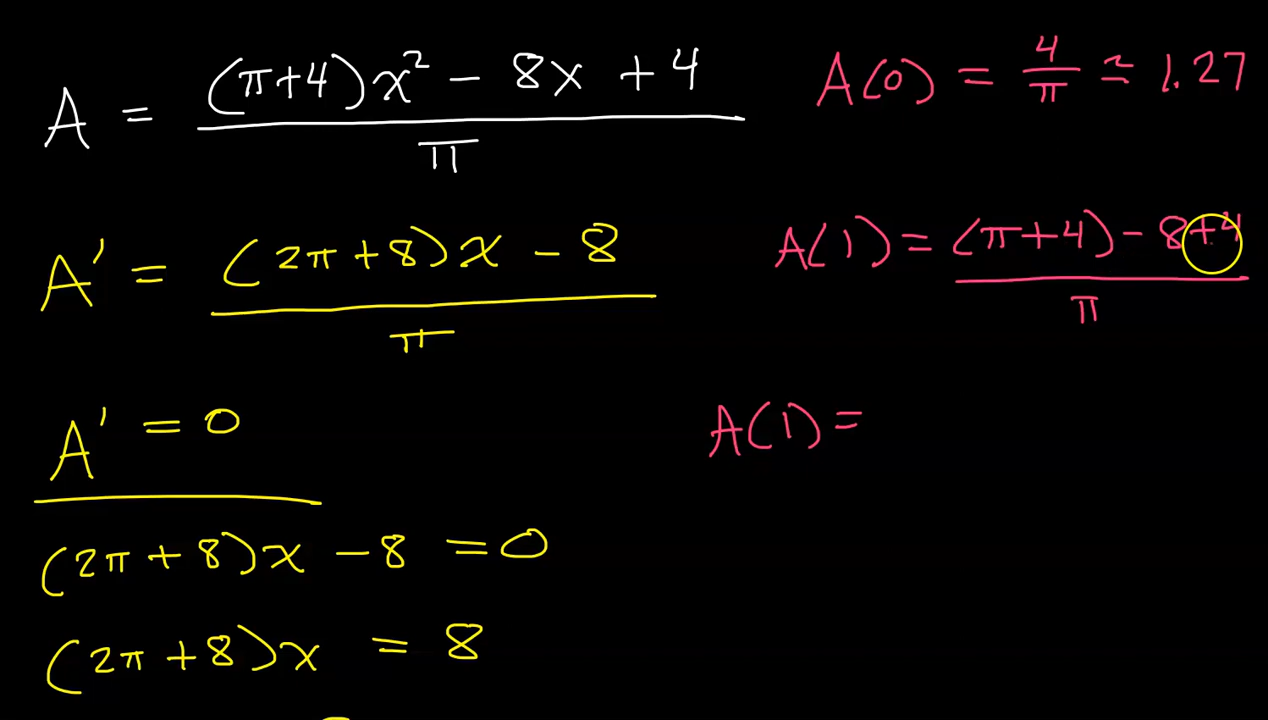 A = (π+4)x² − 8x + 4 / π
A' = (2π+8)x − 8 / π
A' = 0
(2π+8)x − 8 = 0
(2π+8)x = 8
A(0) = 4/π ≈ 1.27
A(1) = (π+4) − 8+4 / π
A(1) =